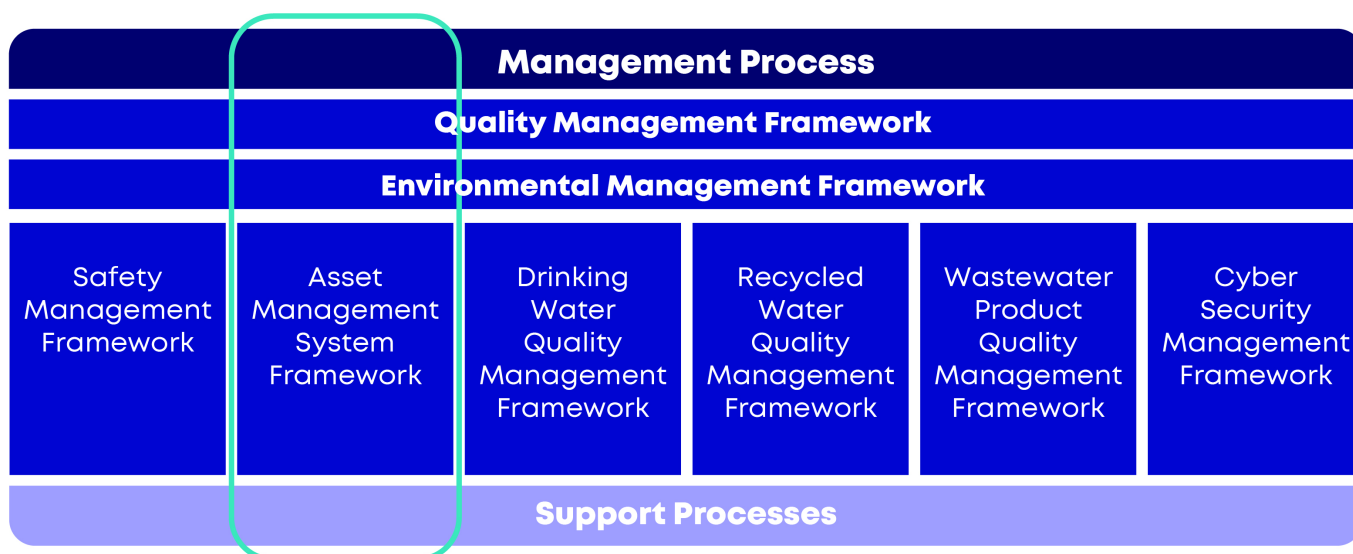 Management Process
Quality Management Framework
Environmental Management Framework
Safety
Management
Framework
Asset
Management
System
Framework
Drinking
Water
Quality
Management
Framework
Recycled
Water
Quality
Management
Framework
Wastewater
Product
Quality
Management
Framework
Cyber
Security
Management
Framework
Support Processes